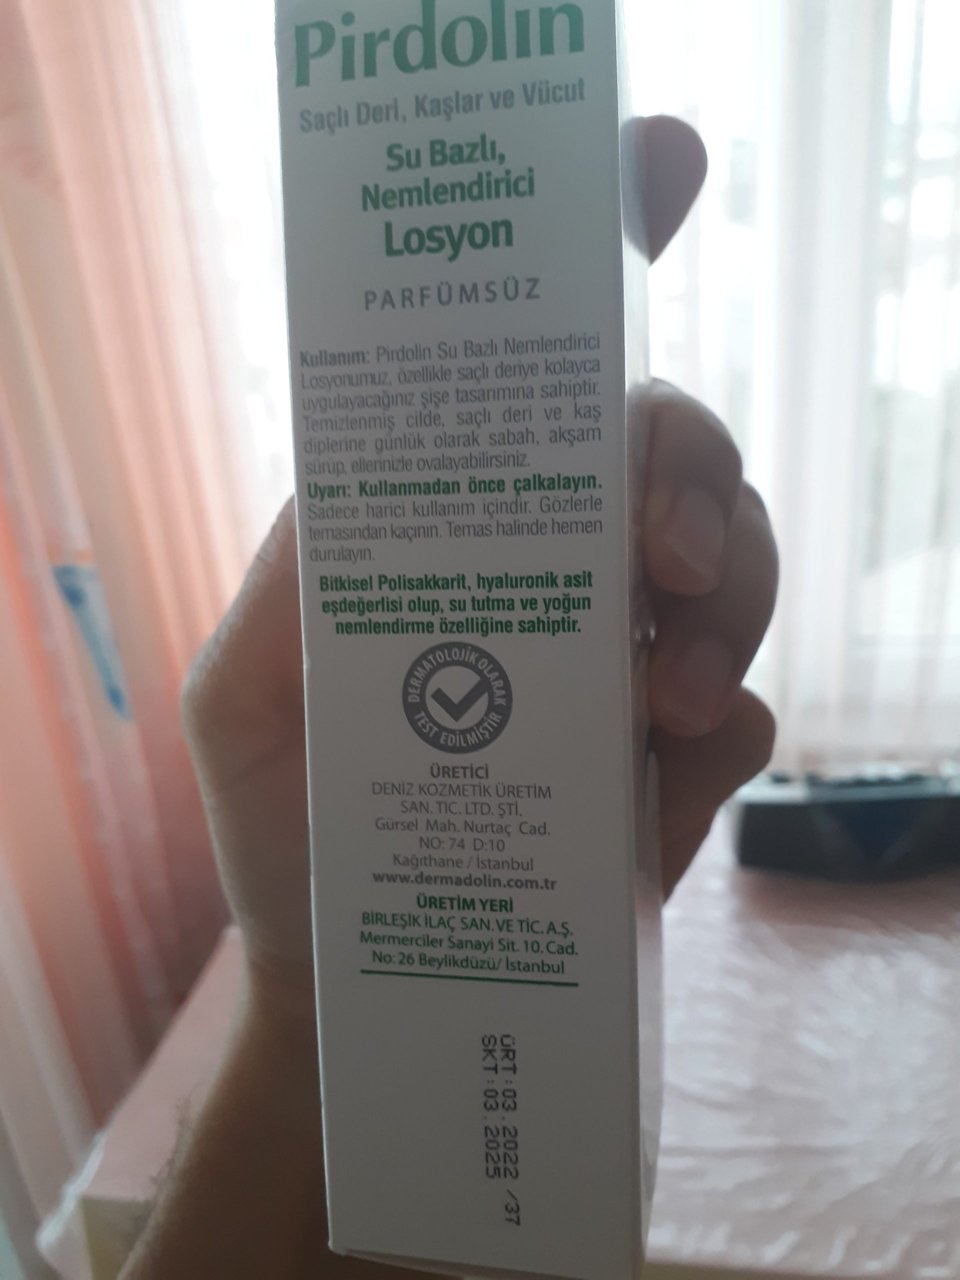 Pirdolin
Saçlı Deri, Kaşlar ve Vücut
Su Bazlı,
Nemlendirici
Losyon
PARFÜMSÜZ
Kullanım: Pirdolin Su Bazlı Nemlendirici
Losyonumuz, özellikle saçlı deriye kolayca
uygulayacağınız şişe tasarımına sahiptir.
Temizlenmiş cilde, saçlı deri ve kaş
diplerine günlük olarak sabah, akşam
sürüp, ellerinizle ovalayabilirsiniz.
Uyarı: Kullanmadan önce çalkalayın.
Sadece harici kullanım içindir. Gözlerle
temasından kaçının. Temas halinde hemen
durulayın.
Bitkisel Polisakkarit, hyaluronik asit
eşdeğerlisi olup, su tutma ve yoğun
nemlendirme özelliğine sahiptir.
DERMATOLOJİK OLARAK
TEST EDİLMİŞTİR
ÜRETİCİ
DENİZ KOZMETİK ÜRETİM
SAN. TIC. LTD. ŞTİ.
Gürsel Mah. Nurtaç Cad.
NO: 74 D:10
Kağıthane / İstanbul
www.dermadolin.com.tr
ÜRETİM YERİ
BİRLEŞİK İLAÇ SAN. VE TİC. A.Ş.
Mermerciler Sanayi Sit. 10. Cad.
No: 26 Beylikdüzü/ İstanbul
ÜRT : 03 . 2022 /37
SKT : 03 . 2025